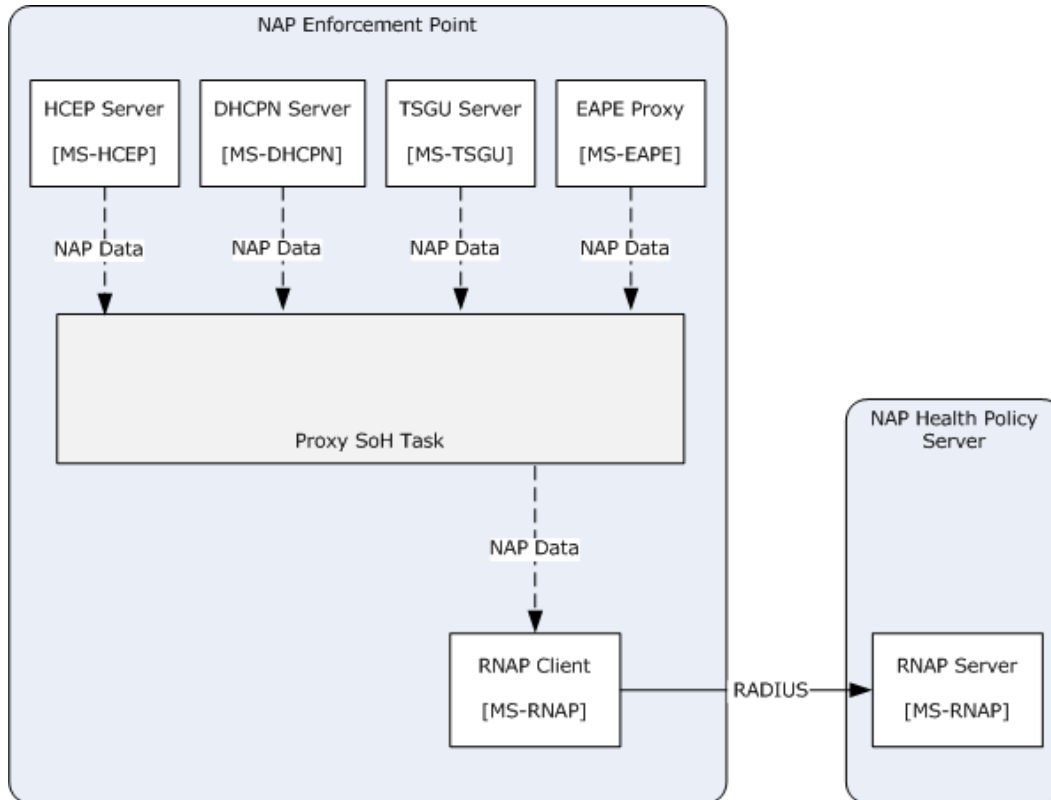 NAP Enforcement Point
HCEP Server
[MS-HCEP]
DHCPN Server
[MS-DHCPN]
TSGU Server
[MS-TSGU]
EAPE Proxy
[MS-EAPE]
NAP Data
NAP Data
NAP Data
NAP Data
Proxy SoH Task
NAP Data
RNAP Client
[MS-RNAP]
RADIUS
NAP Health Policy
Server
RNAP Server
[MS-RNAP]